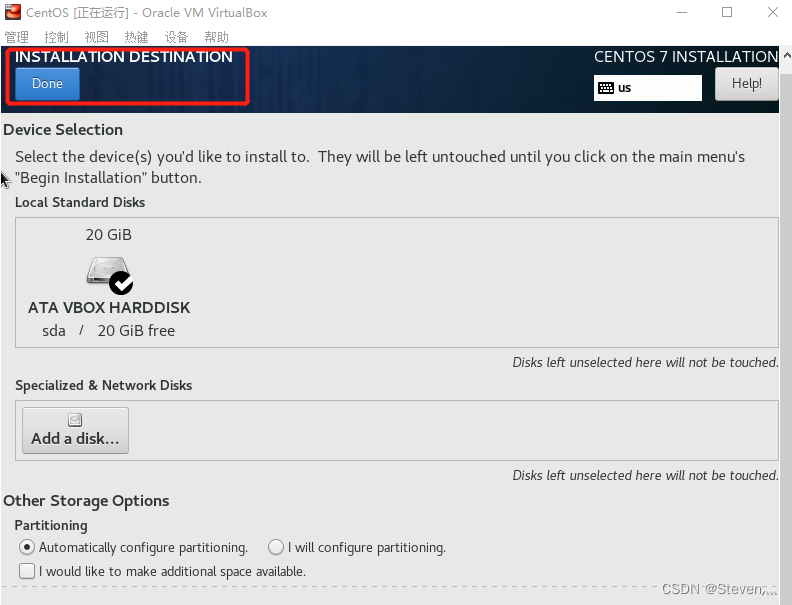 CentOS [正在运行] - Oracle VM VirtualBox
管理 控制 视图 热键 设备 帮助
INSTALLATION DESTINATION
CENTOS 7 INSTALLATION
Done
us
Help!
Device Selection
Select the device(s) you'd like to install to. They will be left untouched until you click on the main menu's
"Begin Installation" button.
Local Standard Disks
20 GiB
ATA VBOX HARDDISK
sda / 20 GiB free
Disks left unselected here will not be touched.
Specialized & Network Disks
Add a disk...
Disks left unselected here will not be touched.
Other Storage Options
Partitioning
Automatically configure partitioning. I will configure partitioning.
I would like to make additional space available.
CSDN @Steven,...